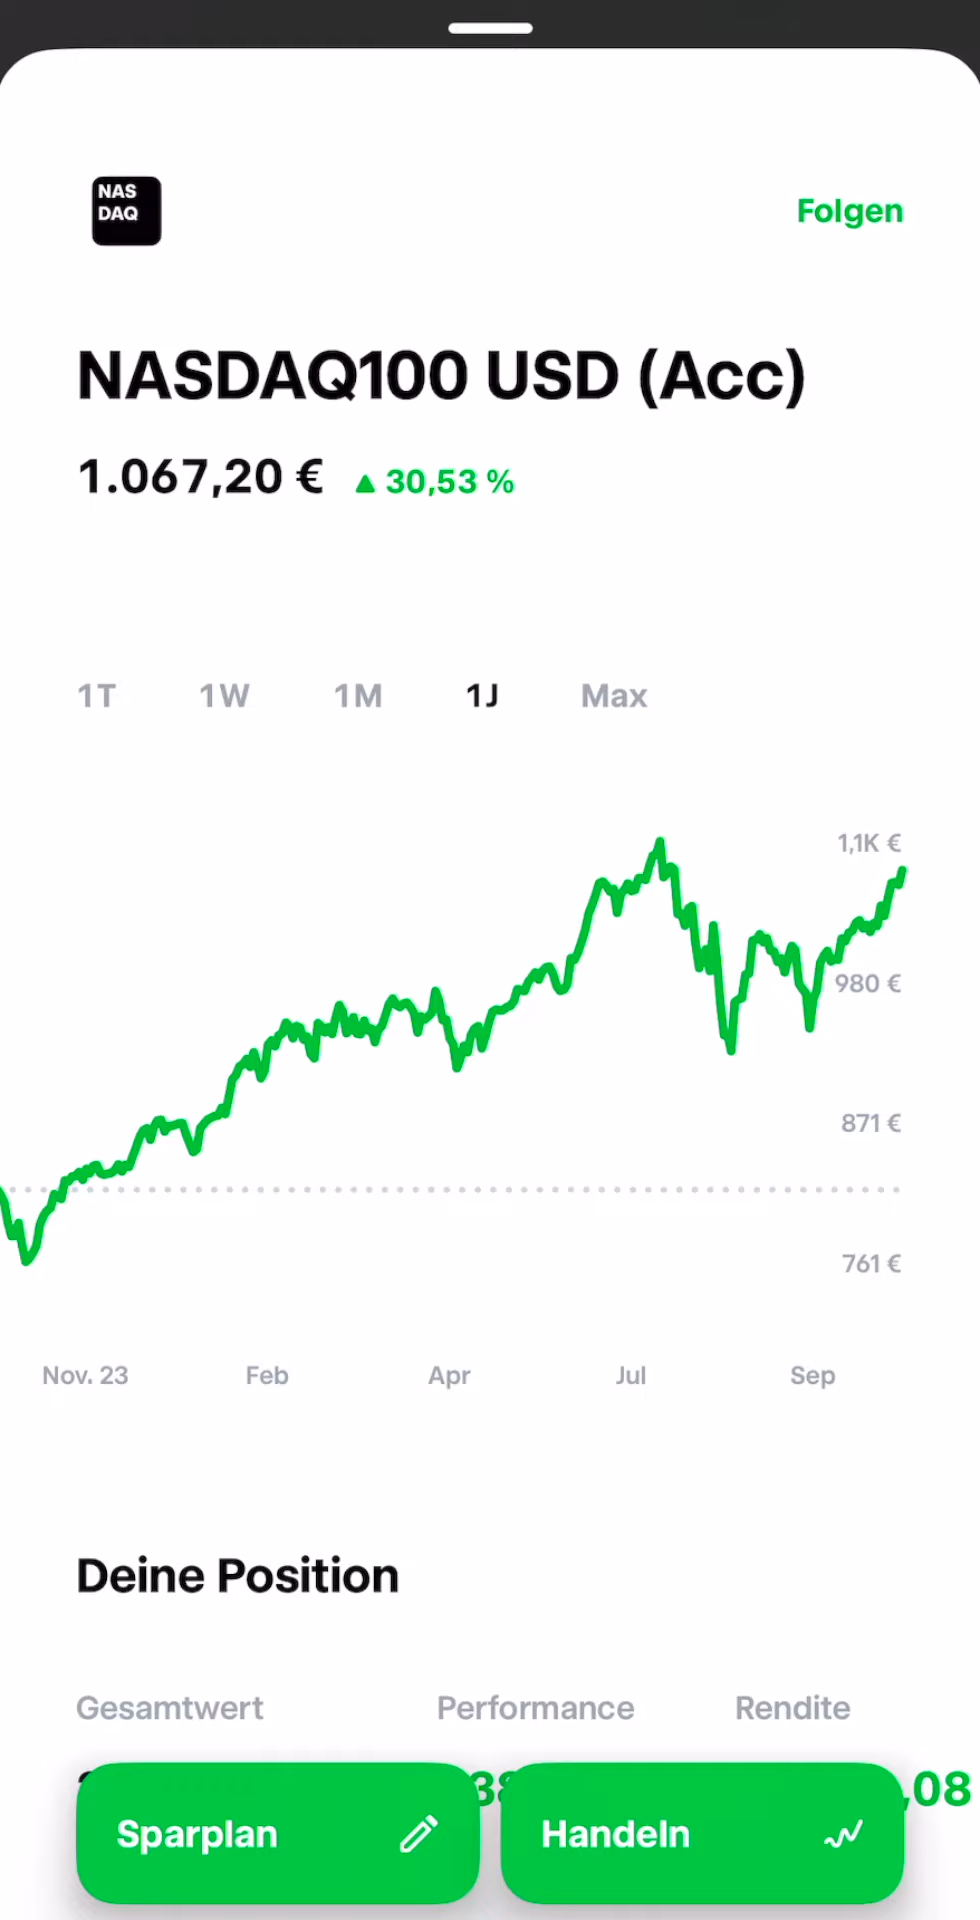 NAS
DAQ
Folgen
NASDAQ100 USD (Acc)
1.067,20 € ▲ 30,53 %
1T 1W 1M 1J Max
1,1K €
980 €
871 €
761 €
Nov. 23 Feb Apr Jul Sep
Deine Position
Gesamtwert Performance Rendite
,08
Sparplan Handeln